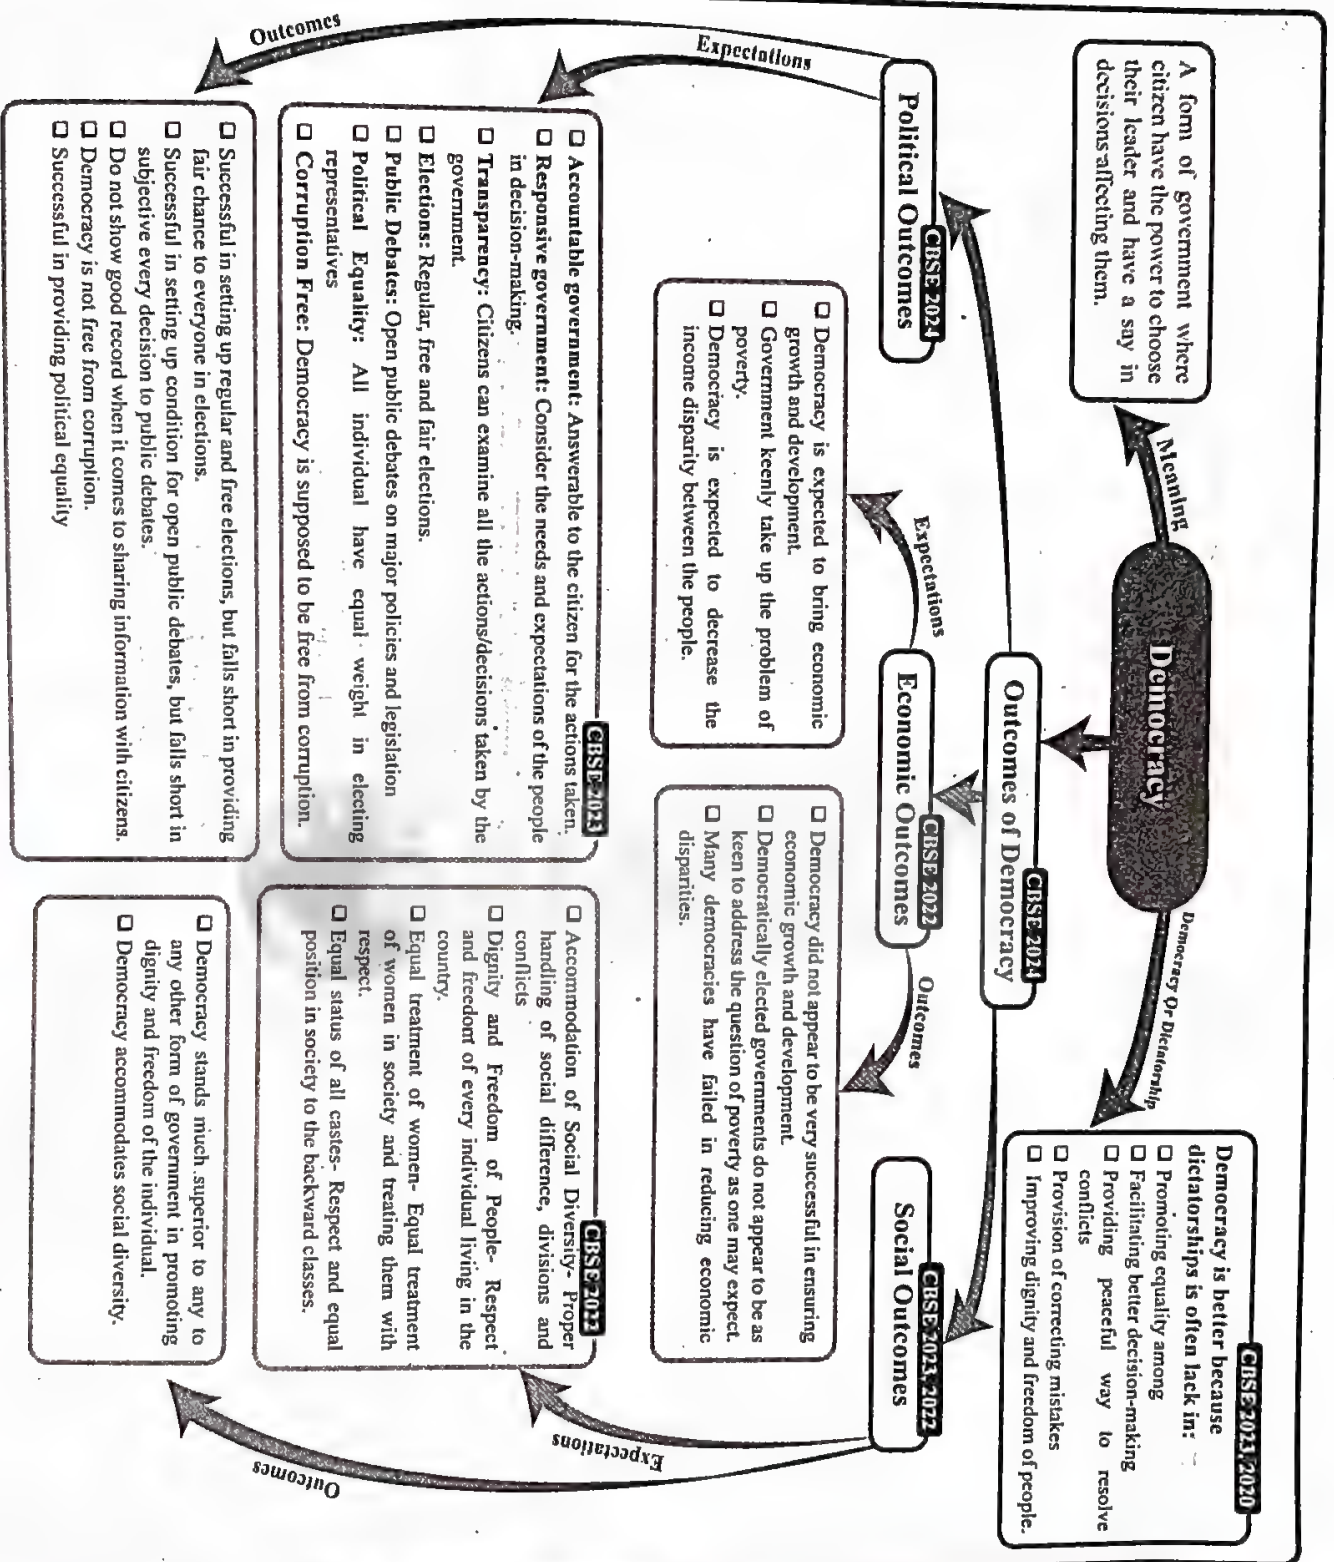 Democracy
Meaning
A form of government where
citizen have the power to choose
their leader and have a say in
decisions affecting them.
Democracy Or Dictatorship
CBSE 2023, 2020
Democracy is better because
dictatorships is often lack in:
☐ Promoting equality among
☐ Facilitating better decision-making
☐ Providing peaceful way to resolve
conflicts
☐ Provision of correcting mistakes
☐ Improving dignity and freedom of people.
CBSE 2024
Outcomes of Democracy
CBSE 2024
Political Outcomes
CBSE 2022
Economic Outcomes
CBSE 2023, 2022
Social Outcomes
Expectations
☐ Democracy is expected to bring economic
growth and development.
☐ Government keenly take up the problem of
poverty.
☐ Democracy is expected to decrease the
income disparity between the people.
Outcomes
☐ Democracy did not appear to be very successful in ensuring
economic growth and development.
☐ Democratically elected governments do not appear to be as
keen to address the question of poverty as one may expect.
☐ Many democracies have failed in reducing economic
disparities.
Expectations
CBSE 2023
☐ Accountable government: Answerable to the citizen for the actions taken.
☐ Responsive government: Consider the needs and expectations of the people
in decision-making.
☐ Transparency: Citizens can examine all the actions/decisions taken by the
government.
☐ Elections: Regular, free and fair elections.
☐ Public Debates: Open public debates on major policies and legislation
☐ Political Equality: All individual have equal weight in electing
representatives
☐ Corruption Free: Democracy is supposed to be free from corruption.
Outcomes
☐ Successful in setting up regular and free elections, but falls short in providing
fair chance to everyone in elections.
☐ Successful in setting up condition for open public debates, but falls short in
subjective every decision to public debates.
☐ Do not show good record when it comes to sharing information with citizens.
☐ Democracy is not free from corruption.
☐ Successful in providing political equality
Expectations
CBSE 2022
☐ Accommodation of Social Diversity- Proper
handling of social difference, divisions and
conflicts
☐ Dignity and Freedom of People- Respect
and freedom of every individual living in the
country.
☐ Equal treatment of women- Equal treatment
of women in society and treating them with
respect.
☐ Equal status of all castes- Respect and equal
position in society to the backward classes.
Outcomes
☐ Democracy stands much superior to any to
any other form of government in promoting
dignity and freedom of the individual.
☐ Democracy accommodates social diversity.